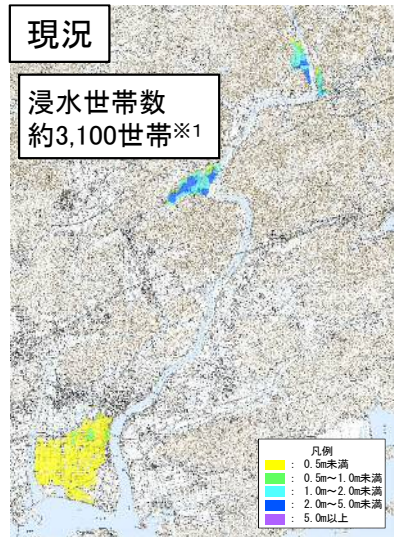 現況
浸水世帯数
約3,100世帯※1
凡例
: 0.5m未満
: 0.5m～1.0m未満
: 1.0m～2.0m未満
: 2.0m～5.0m未満
: 5.0m以上